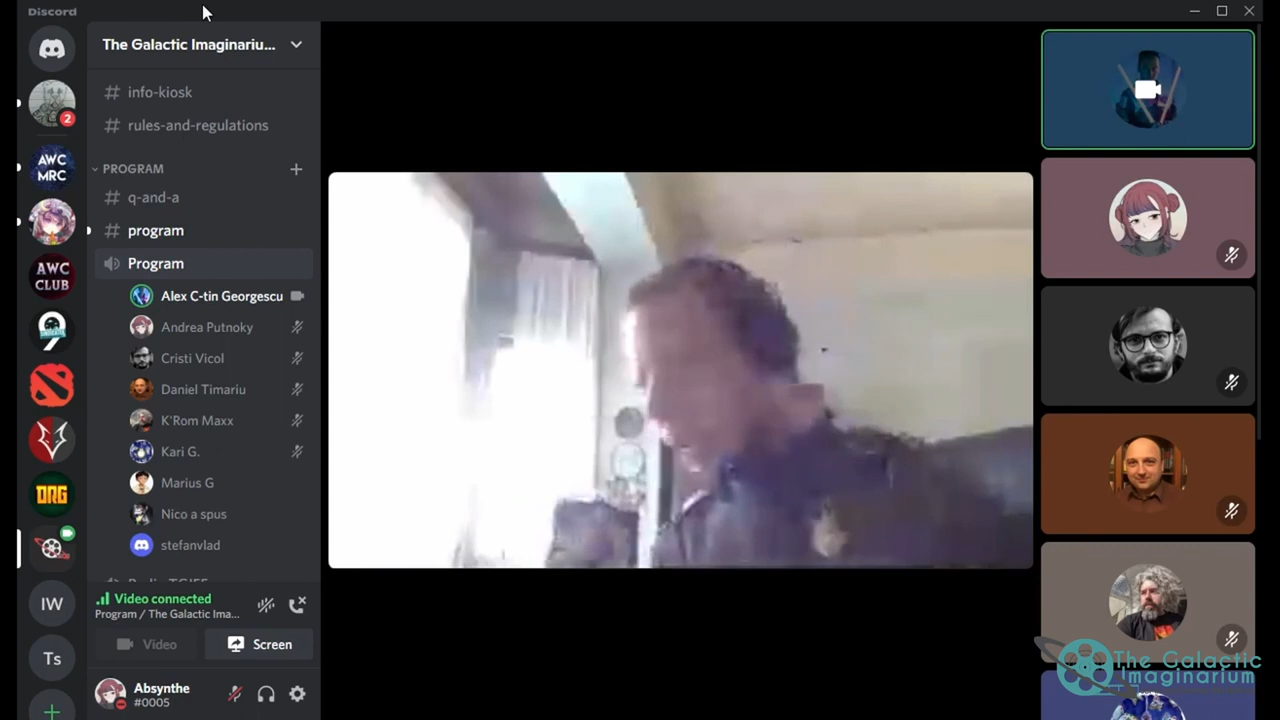 Discord
The Galactic Imaginariu...
info-kiosk
rules-and-regulations
PROGRAM
q-and-a
program
Program
Alex C-tin Georgescu
Andrea Putnoky
Cristi Vicol
Daniel Timariu
K'Rom Maxx
Kari G.
Marius G
Nico a spus
stefanvlad
Video connected
Program / The Galactic Ima...
Video
Screen
Absynthe
#0005
2
AWC
MRC
AWC
CLUB
DRG
IW
Ts
The Galactic
Imaginarium